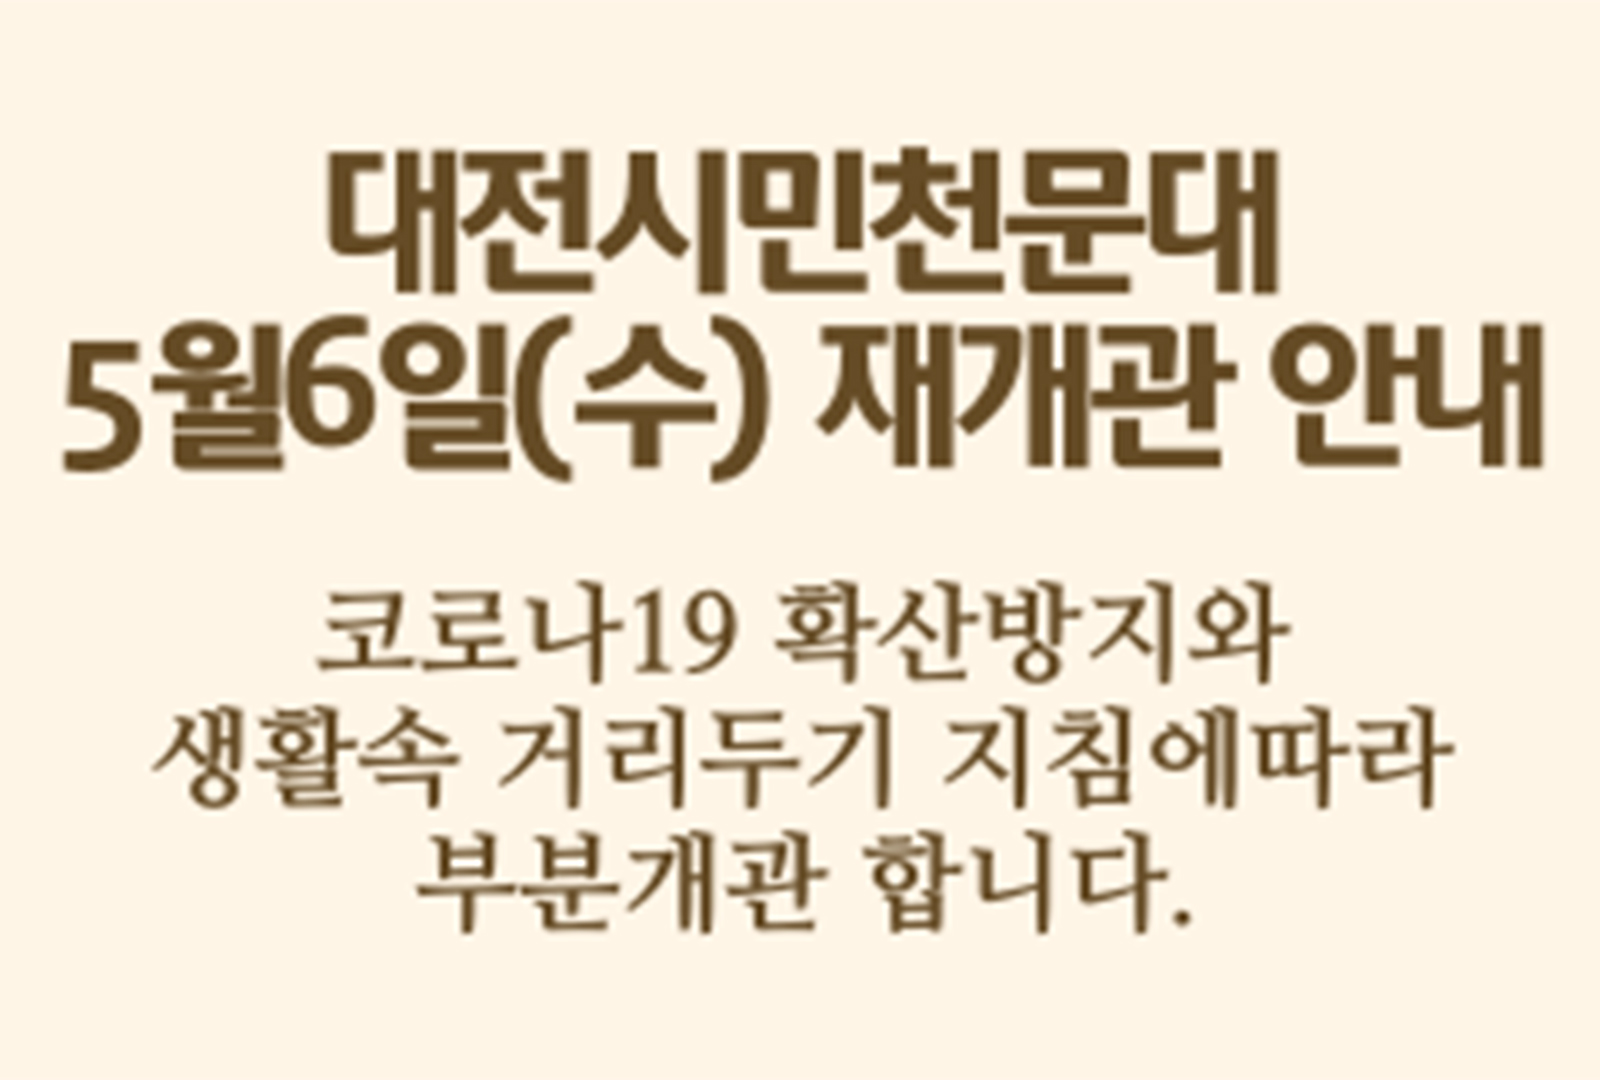 대전시민천문대
5월6일(수) 재개관 안내
코로나19 확산방지와
생활속 거리두기 지침에따라
부분개관 합니다.